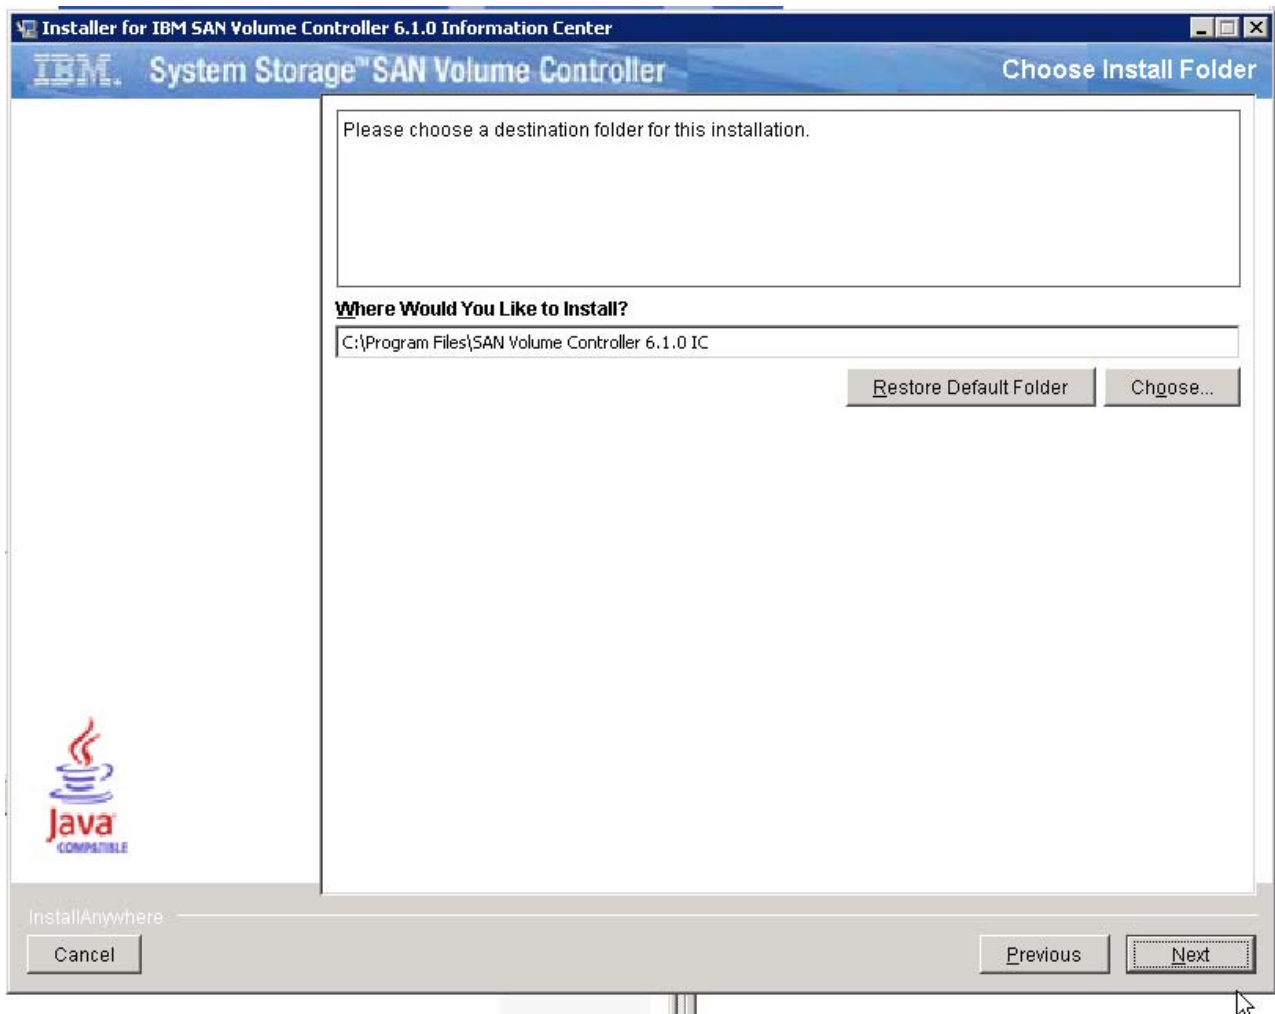 Installer for IBM SAN Volume Controller 6.1.0 Information Center
IBM. System Storage™ SAN Volume Controller
Choose Install Folder
Please choose a destination folder for this installation.
Where Would You Like to Install?
C:\Program Files\SAN Volume Controller 6.1.0 IC
Restore Default Folder
Choose...
Java
COMPATIBLE
InstallAnywhere
Cancel
Previous
Next